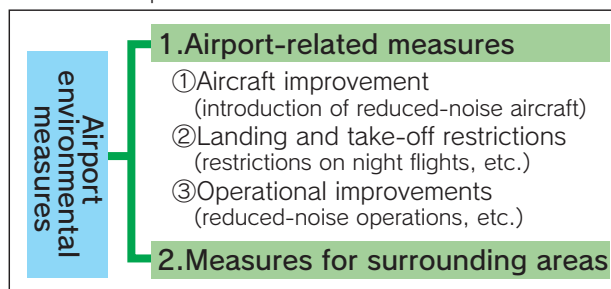 Airport
environmental
measures
1.Airport-related measures
①Aircraft improvement
(introduction of reduced-noise aircraft)
②Landing and take-off restrictions
(restrictions on night flights, etc.)
③Operational improvements
(reduced-noise operations, etc.)
2.Measures for surrounding areas